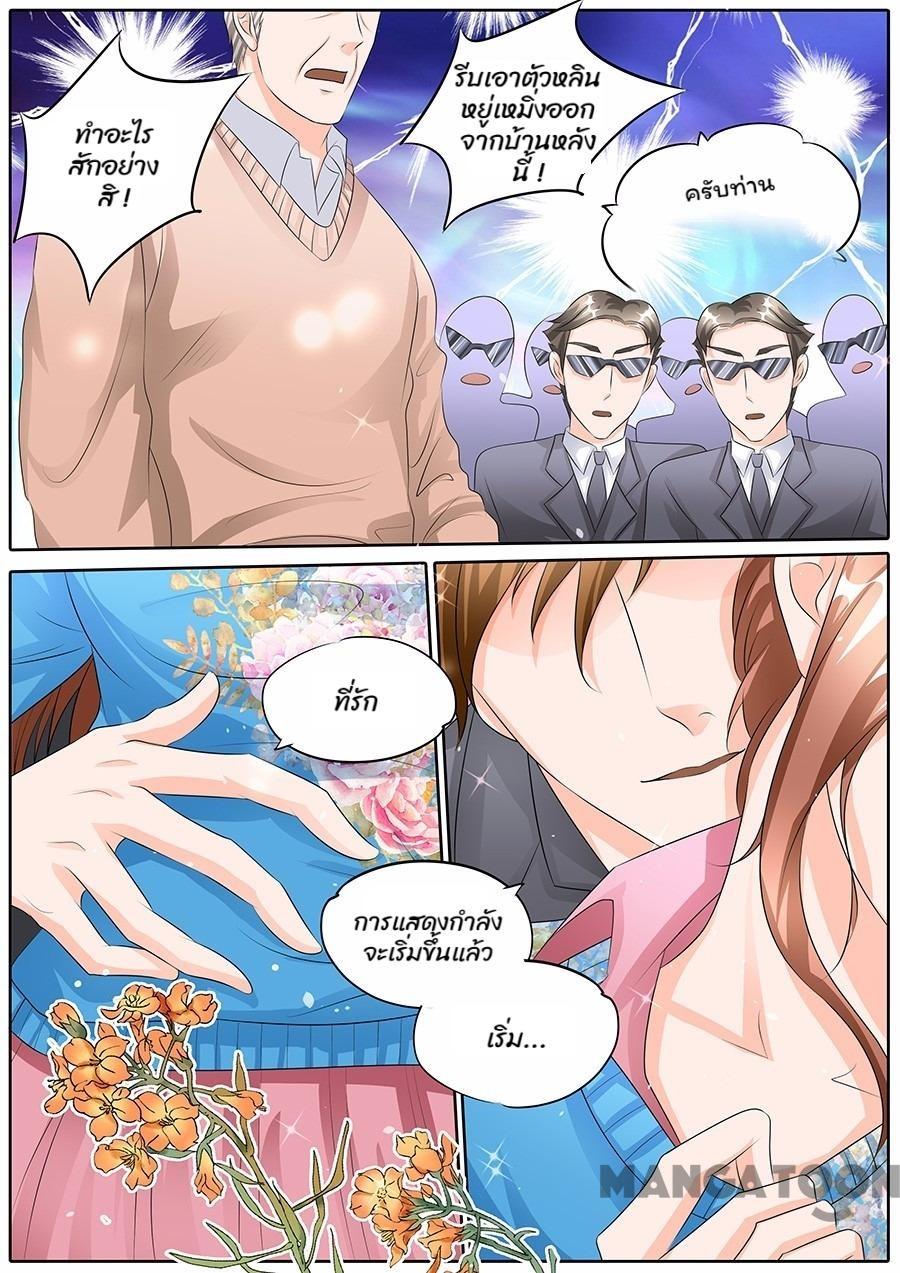 ทำอะไร
สักอย่าง
สิ !
รีบเอาตัวหลิน
หยู่เหมิ่งออก
จากบ้านหลัง
นี้ !
ครับท่าน
ที่รัก
การแสดงกำลัง
จะเริ่มขึ้นแล้ว
เริ่ม...
MANGATOON